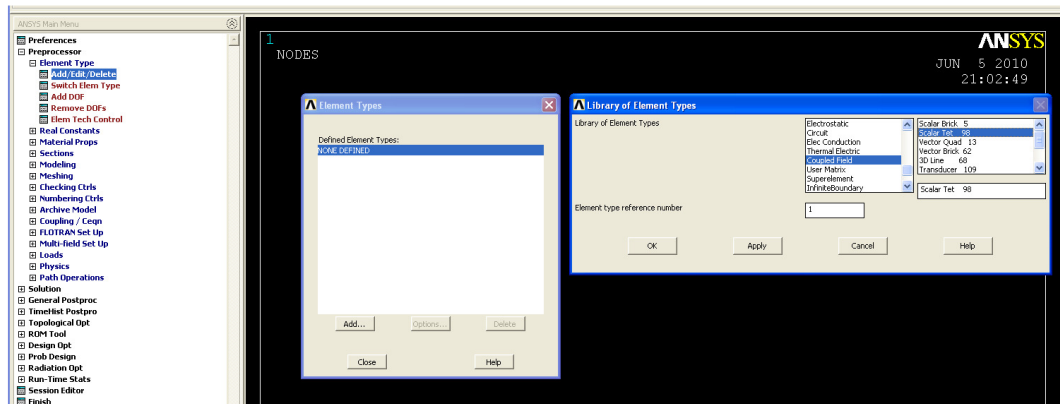 ANSYS Main Menu
Preferences
Preprocessor
Element Type
Add/Edit/Delete
Switch Elem Type
Add DOF
Remove DOFs
Elem Tech Control
Real Constants
Material Props
Sections
Modeling
Meshing
Checking Ctrls
Numbering Ctrls
Archive Model
Coupling / Ceqn
FLOTRAN Set Up
Multi-field Set Up
Loads
Physics
Path Operations
Solution
General Postproc
TimeHist Postpro
Topological Opt
ROM Tool
Design Opt
Prob Design
Radiation Opt
Run-Time Stats
Session Editor
Finish
1
NODES
ANSYS
JUN 5 2010
21:02:49
Element Types
Defined Element Types:
NONE DEFINED
Add...
Options...
Delete
Close
Help
Library of Element Types
Library of Element Types
Electrostatic
Circuit
Elec Conduction
Thermal Electric
Coupled Field
User Matrix
Superelement
InfiniteBoundary
Scalar Brick 5
Scalar Tet 98
Vector Quad 13
Vector Brick 62
3D Line 68
Transducer 109
Scalar Tet 98
Element type reference number
1
OK
Apply
Cancel
Help